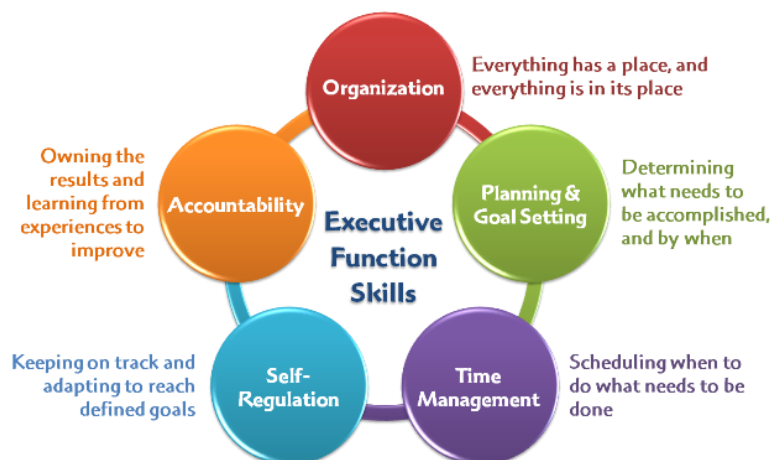 Organization
Everything has a place, and
everything is in its place
Planning &
Goal Setting
Determining
what needs to
be accomplished,
and by when
Time
Management
Scheduling when to
do what needs to be
done
Self-
Regulation
Keeping on track and
adapting to reach
defined goals
Accountability
Owning the
results and
learning from
experiences to
improve
Executive
Function
Skills